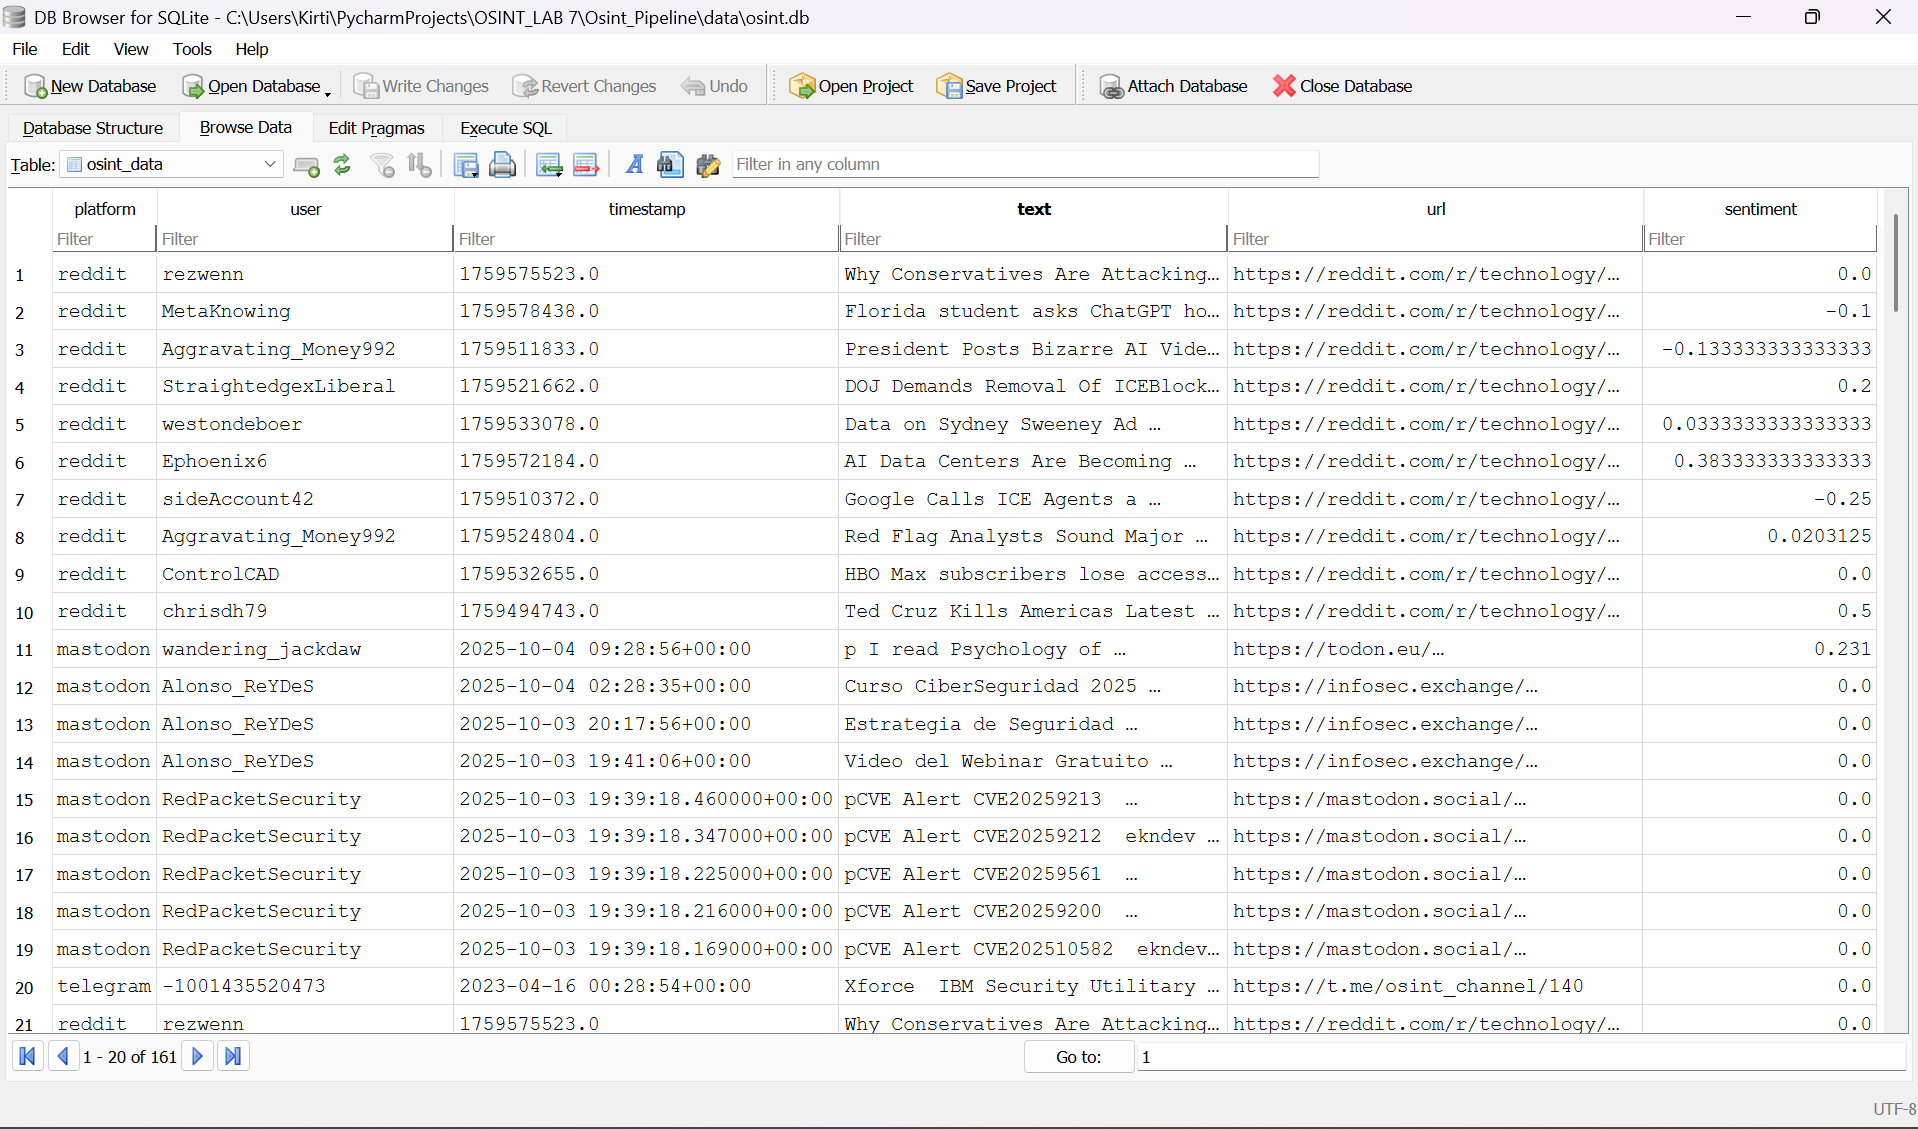 DB Browser for SQLite - C:\Users\Kirti\PycharmProjects\OSINT_LAB 7\Osint_Pipeline\data\osint.db
File Edit View Tools Help
New Database Open Database Write Changes Revert Changes Undo Open Project Save Project Attach Database Close Database
Database Structure Browse Data Edit Pragmas Execute SQL
Table: osint_data Filter in any column
platform user timestamp text url sentiment
Filter Filter Filter Filter Filter Filter
1 reddit rezwenn 1759575523.0 Why Conservatives Are Attacking… https://reddit.com/r/technology/… 0.0
2 reddit MetaKnowing 1759578438.0 Florida student asks ChatGPT ho… https://reddit.com/r/technology/… -0.1
3 reddit Aggravating_Money992 1759511833.0 President Posts Bizarre AI Vide… https://reddit.com/r/technology/… -0.133333333333333
4 reddit StraightedgexLiberal 1759521662.0 DOJ Demands Removal Of ICEBlock… https://reddit.com/r/technology/… 0.2
5 reddit westondeboer 1759533078.0 Data on Sydney Sweeney Ad … https://reddit.com/r/technology/… 0.0333333333333333
6 reddit Ephoenix6 1759572184.0 AI Data Centers Are Becoming … https://reddit.com/r/technology/… 0.383333333333333
7 reddit sideAccount42 1759510372.0 Google Calls ICE Agents a … https://reddit.com/r/technology/… -0.25
8 reddit Aggravating_Money992 1759524804.0 Red Flag Analysts Sound Major … https://reddit.com/r/technology/… 0.0203125
9 reddit ControlCAD 1759532655.0 HBO Max subscribers lose access… https://reddit.com/r/technology/… 0.0
10 reddit chrisdh79 1759494743.0 Ted Cruz Kills Americas Latest … https://reddit.com/r/technology/… 0.5
11 mastodon wandering_jackdaw 2025-10-04 09:28:56+00:00 p I read Psychology of … https://todon.eu/… 0.231
12 mastodon Alonso_ReYDeS 2025-10-04 02:28:35+00:00 Curso CiberSeguridad 2025 … https://infosec.exchange/… 0.0
13 mastodon Alonso_ReYDeS 2025-10-03 20:17:56+00:00 Estrategia de Seguridad … https://infosec.exchange/… 0.0
14 mastodon Alonso_ReYDeS 2025-10-03 19:41:06+00:00 Video del Webinar Gratuito … https://infosec.exchange/… 0.0
15 mastodon RedPacketSecurity 2025-10-03 19:39:18.460000+00:00 pCVE Alert CVE20259213 … https://mastodon.social/… 0.0
16 mastodon RedPacketSecurity 2025-10-03 19:39:18.347000+00:00 pCVE Alert CVE20259212 ekndev … https://mastodon.social/… 0.0
17 mastodon RedPacketSecurity 2025-10-03 19:39:18.225000+00:00 pCVE Alert CVE20259561 … https://mastodon.social/… 0.0
18 mastodon RedPacketSecurity 2025-10-03 19:39:18.216000+00:00 pCVE Alert CVE20259200 … https://mastodon.social/… 0.0
19 mastodon RedPacketSecurity 2025-10-03 19:39:18.169000+00:00 pCVE Alert CVE202510582 ekndev… https://mastodon.social/… 0.0
20 telegram -1001435520473 2023-04-16 00:28:54+00:00 Xforce IBM Security Utilitary … https://t.me/osint_channel/140 0.0
21 reddit rezwenn 1759575523.0 Why Conservatives Are Attacking… https://reddit.com/r/technology/… 0.0
1 - 20 of 161 Go to: 1
UTF-8